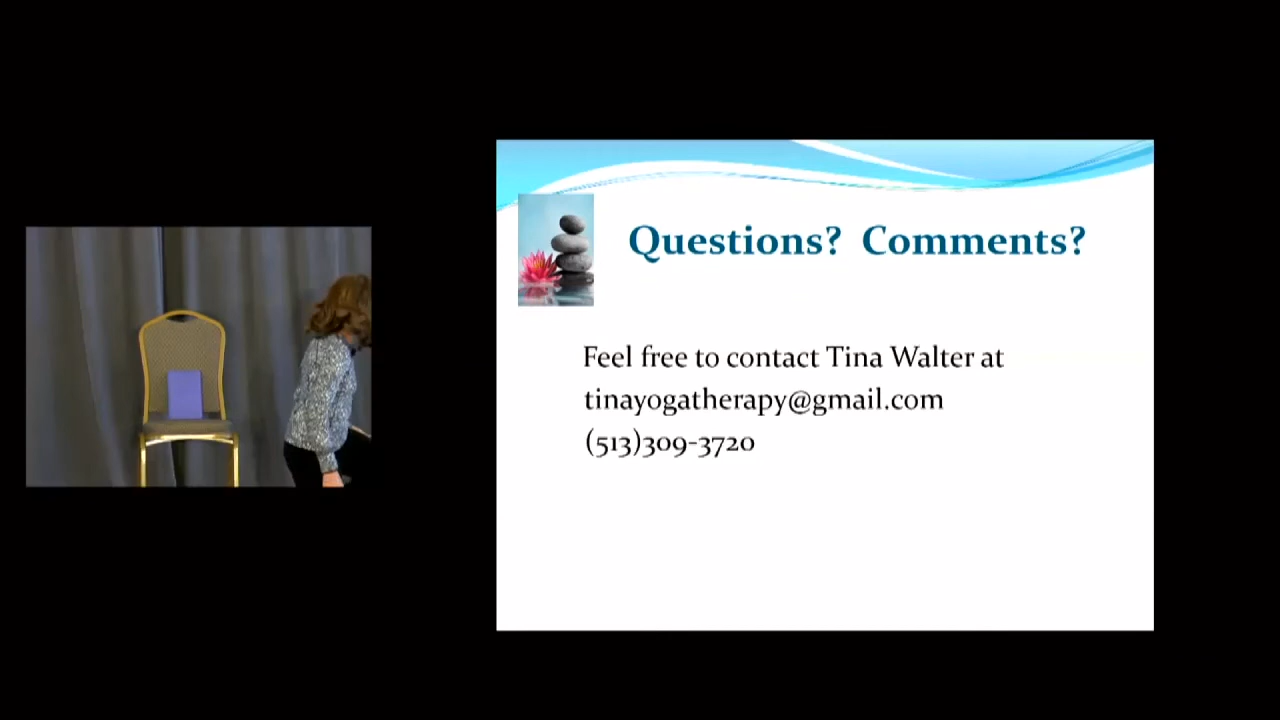 Questions? Comments?
Feel free to contact Tina Walter at
tinayogatherapy@gmail.com
(513)309-3720